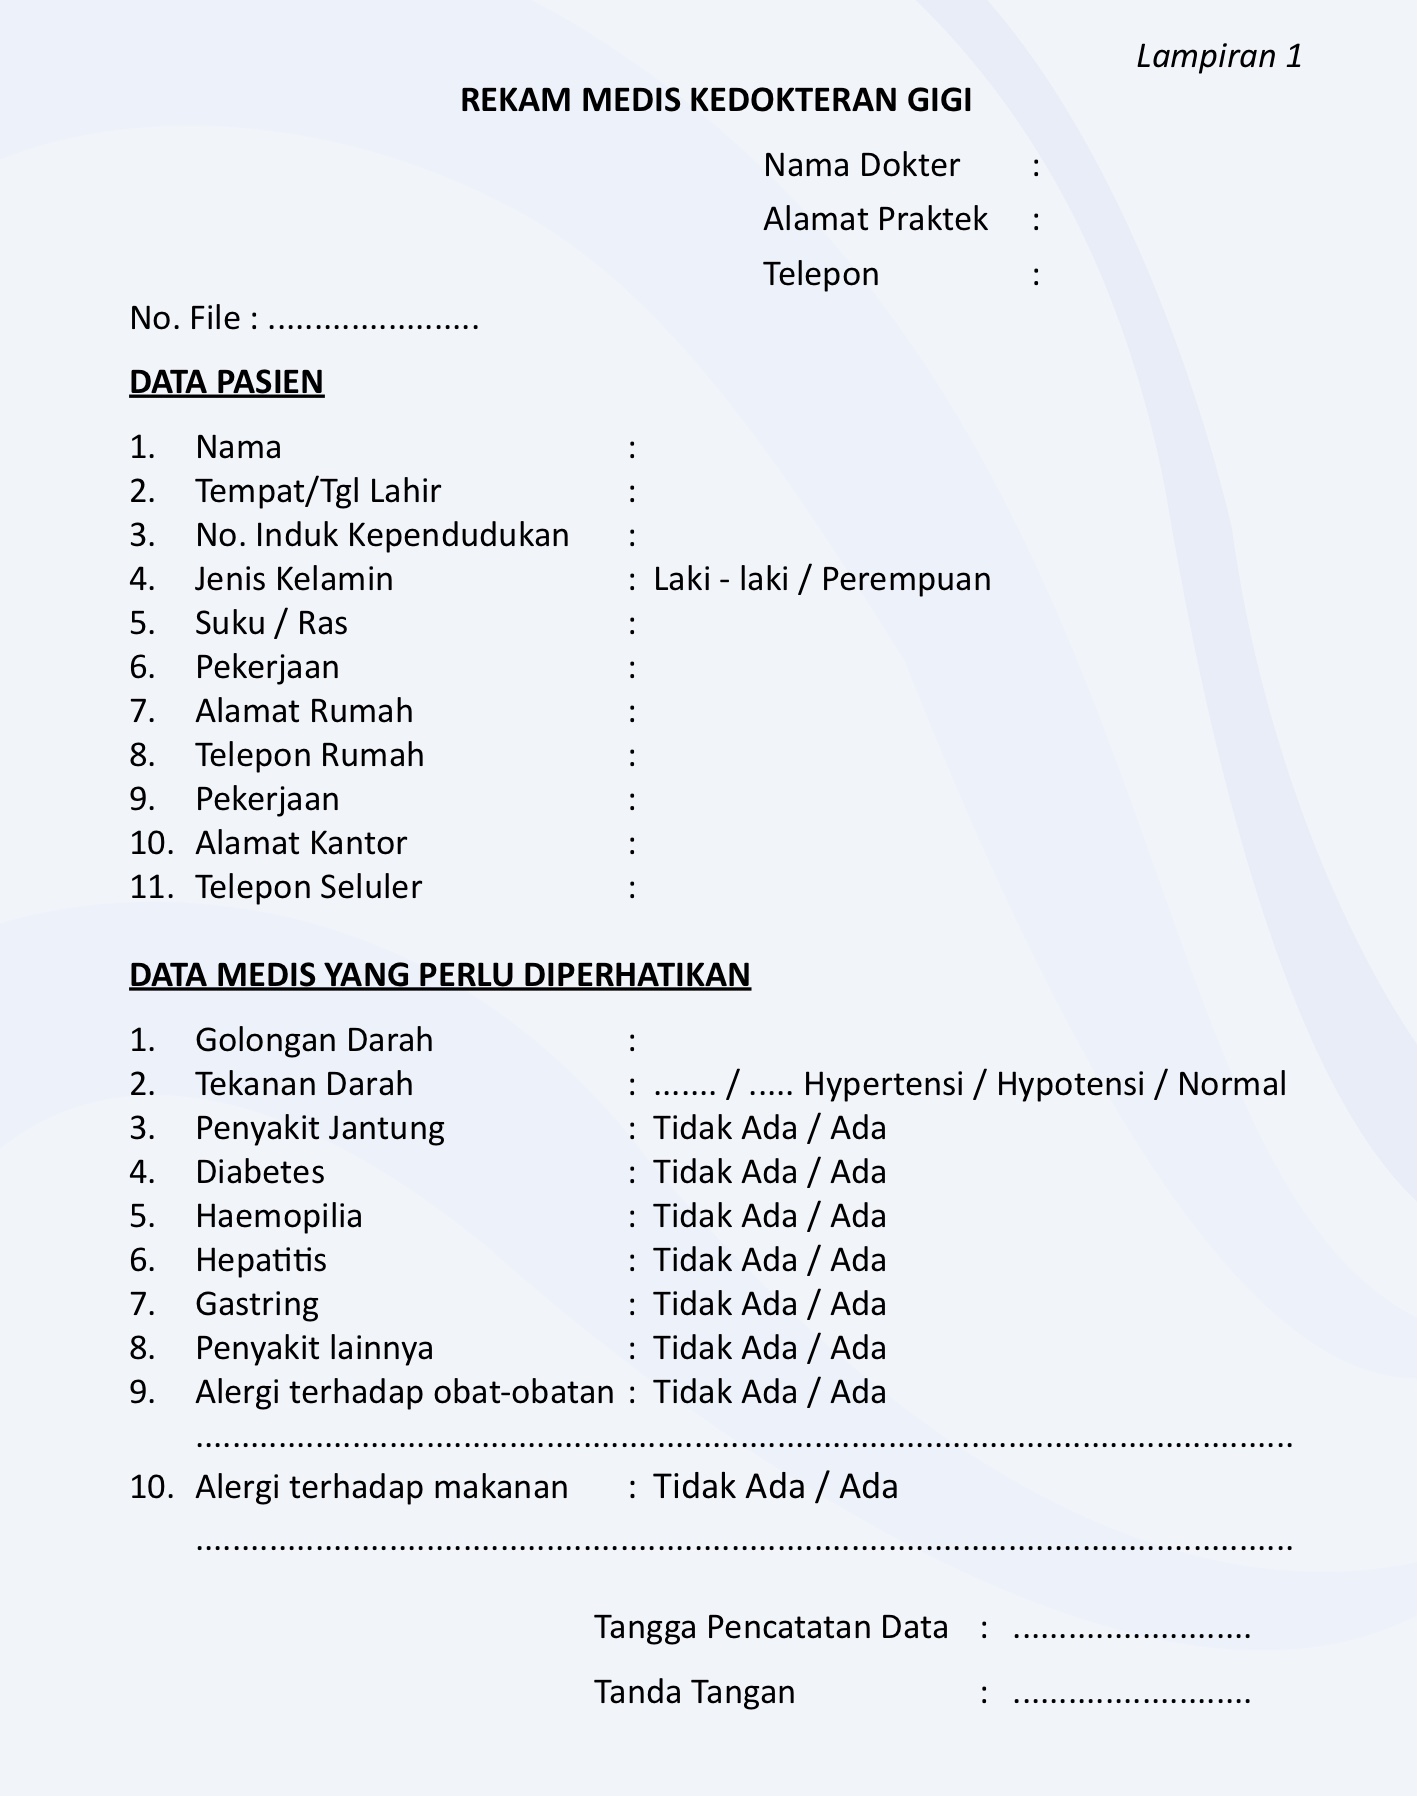 Lampiran 1
REKAM MEDIS KEDOKTERAN GIGI
Nama Dokter :
Alamat Praktek :
Telepon :
No. File : .......................
DATA PASIEN
1. Nama :
2. Tempat/Tgl Lahir :
3. No. Induk Kependudukan :
4. Jenis Kelamin : Laki - laki / Perempuan
5. Suku / Ras :
6. Pekerjaan :
7. Alamat Rumah :
8. Telepon Rumah :
9. Pekerjaan :
10. Alamat Kantor :
11. Telepon Seluler :
DATA MEDIS YANG PERLU DIPERHATIKAN
1. Golongan Darah :
2. Tekanan Darah : ....... / ..... Hypertensi / Hypotensi / Normal
3. Penyakit Jantung : Tidak Ada / Ada
4. Diabetes : Tidak Ada / Ada
5. Haemopilia : Tidak Ada / Ada
6. Hepatitis : Tidak Ada / Ada
7. Gastring : Tidak Ada / Ada
8. Penyakit lainnya : Tidak Ada / Ada
9. Alergi terhadap obat-obatan : Tidak Ada / Ada
........................................................................................................................
10. Alergi terhadap makanan : Tidak Ada / Ada
........................................................................................................................
Tangga Pencatatan Data : ..........................
Tanda Tangan : ..........................